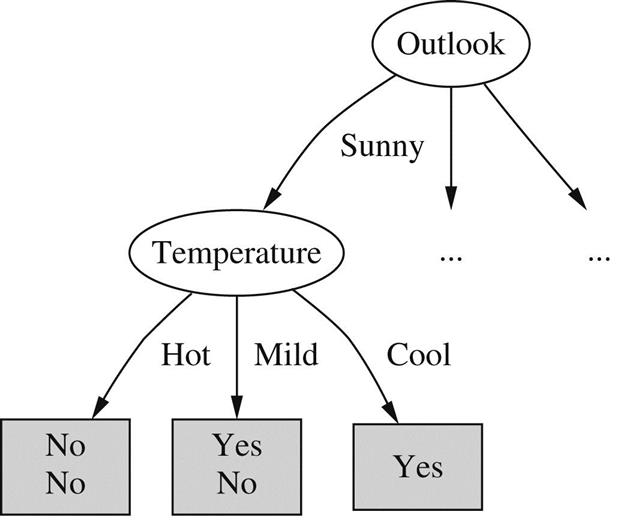 Outlook
Sunny
Temperature
...
...
Hot
Mild
Cool
No
No
Yes
No
Yes